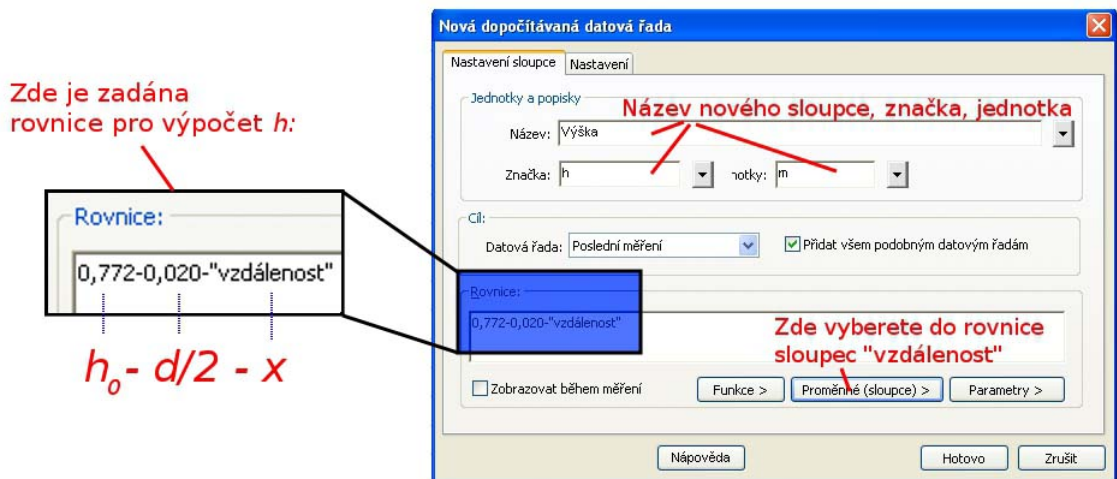 Nová dopočítávaná datová řada
Nastavení sloupce
Nastavení
Zde je zadána
rovnice pro výpočet h:
Jednotky a popisky
Název nového sloupce, značka, jednotka
Název: Výška
Značka: h
notky: m
Rovnice:
0,772-0,020-"vzdálenost"
h₀- d/2 - x
Cíl:
Datová řada: Poslední měření
Přidat všem podobným datovým řadám
Rovnice:
0,772-0,020-"vzdálenost"
Zde vyberete do rovnice
sloupec "vzdálenost"
Zobrazovat během měření
Funkce >
Proměnné (sloupce) >
Parametry >
Nápověda
Hotovo
Zrušit